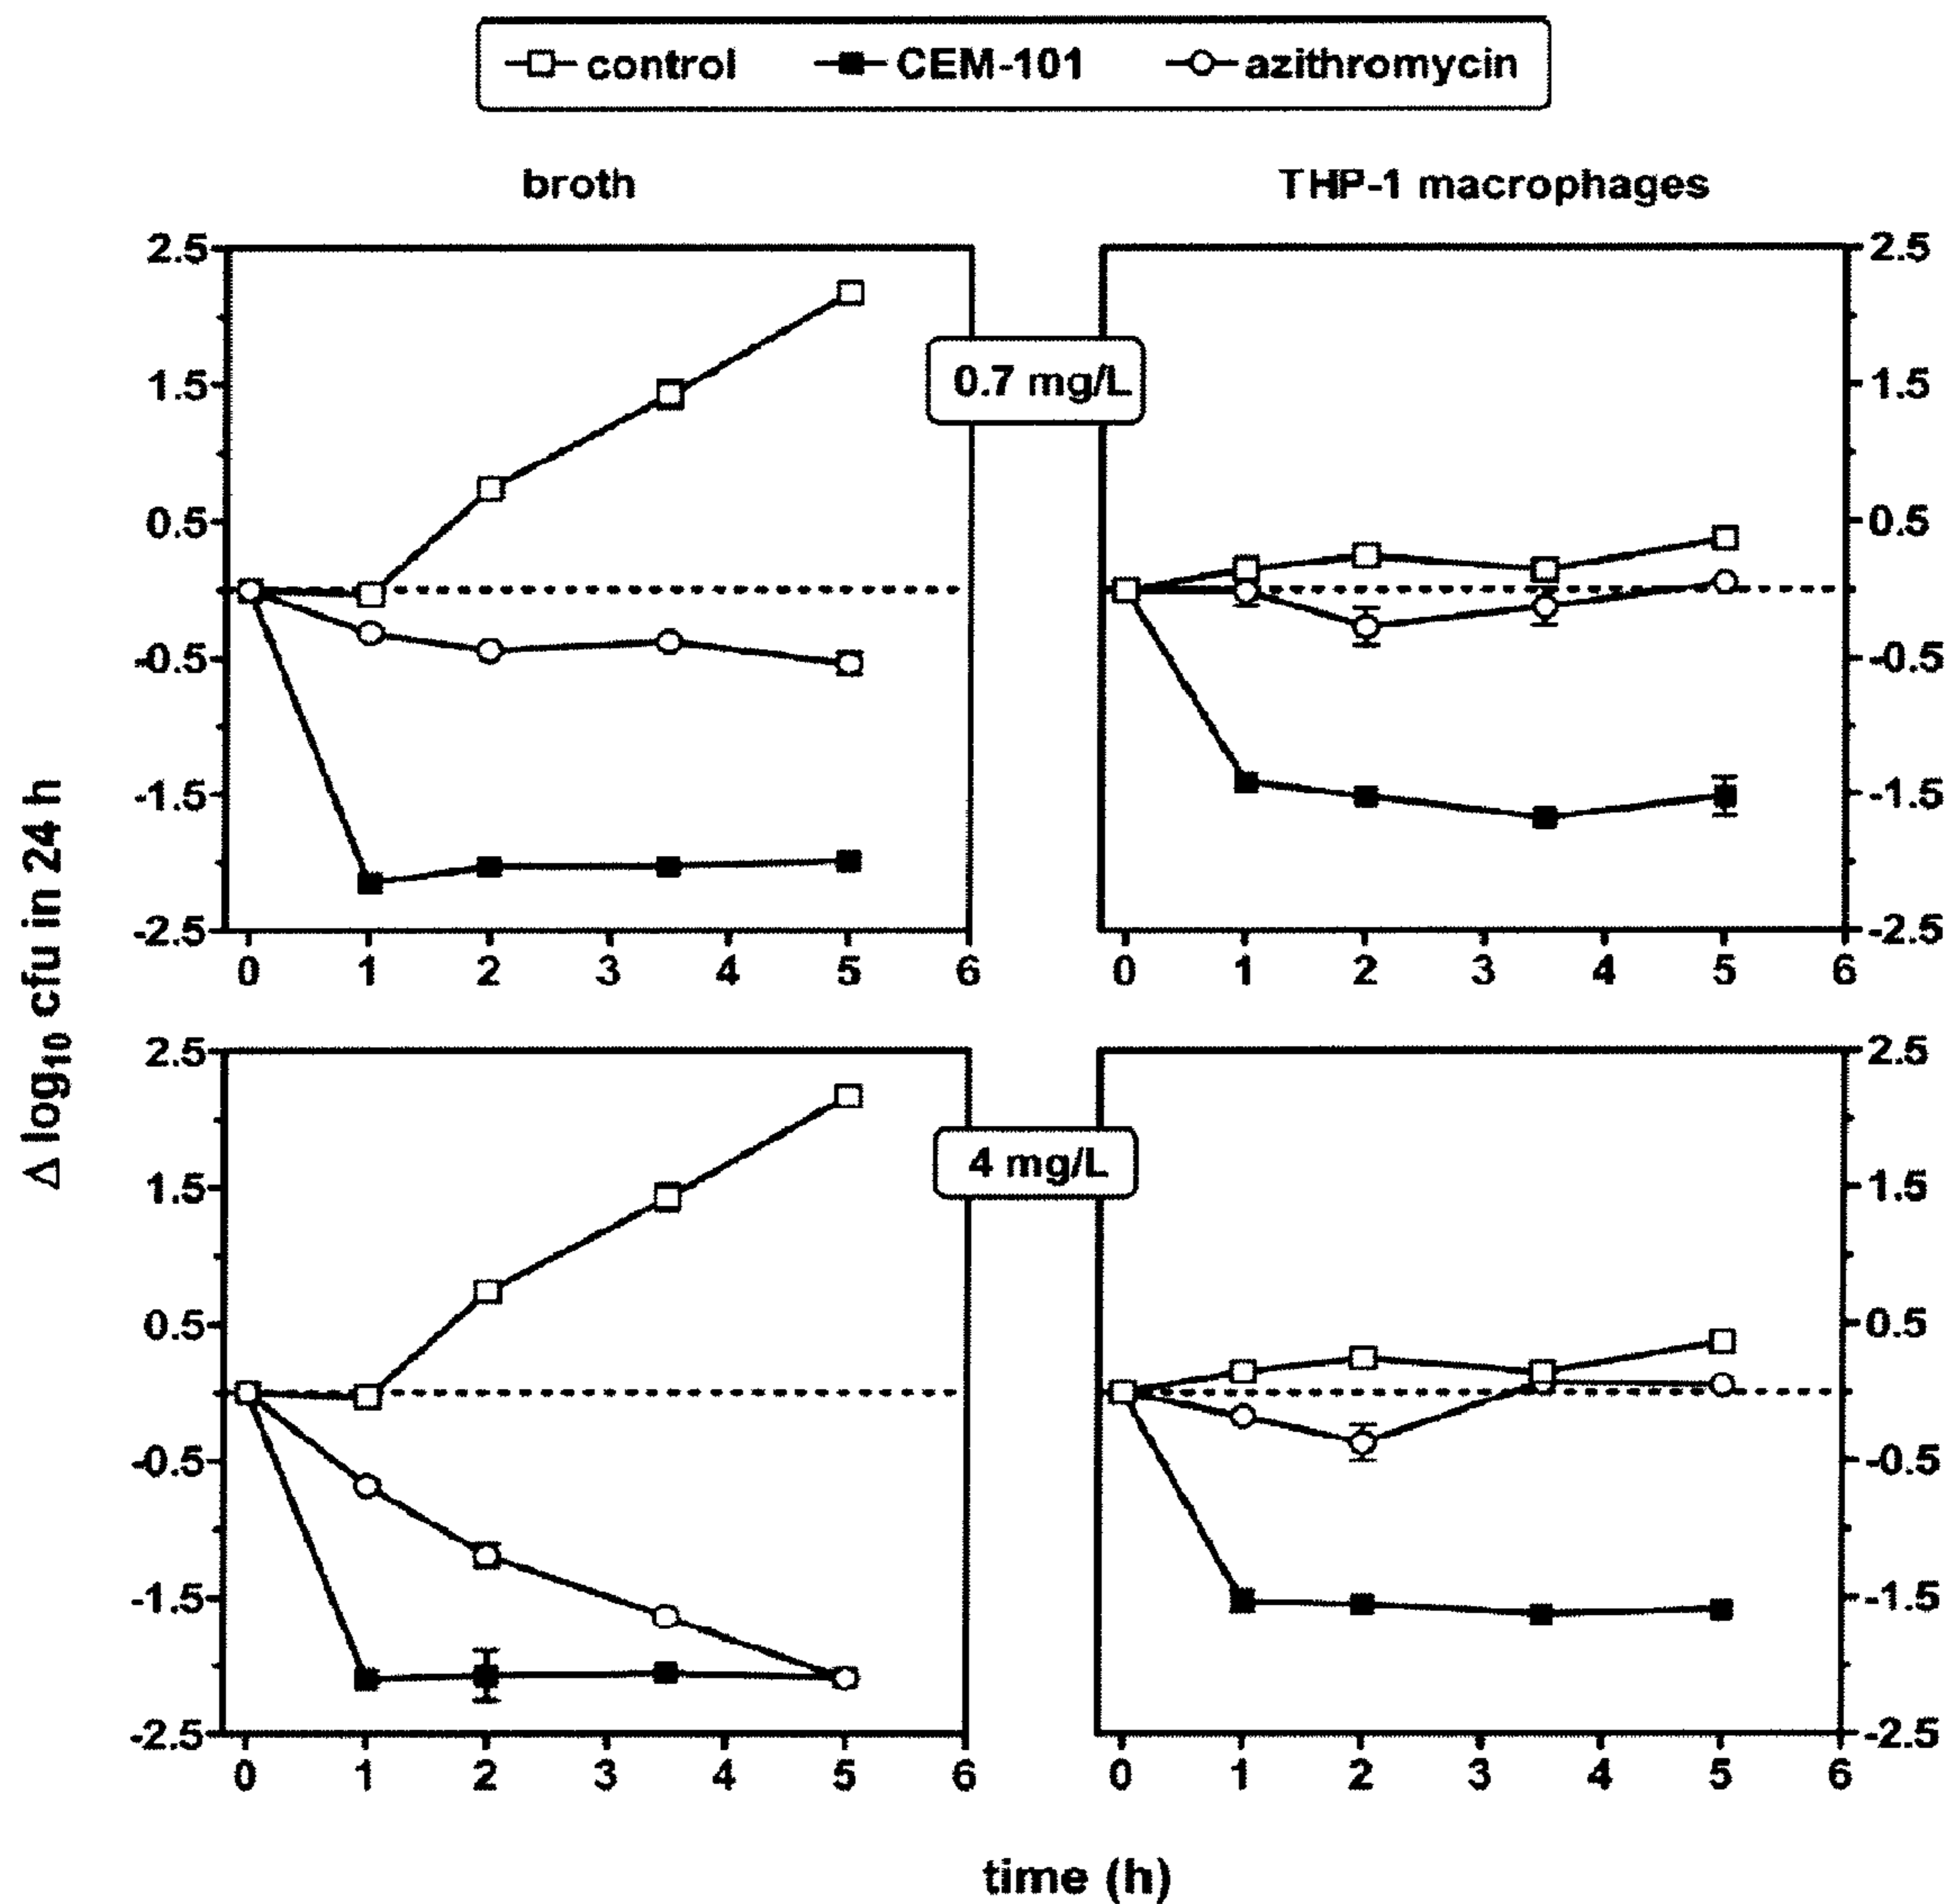 control CEM-101 azithromycin
broth THP-1 macrophages
2.5 2.5
0.7 mg/L
1.5 1.5
0.5 0.5
-0.5 -0.5
-1.5 -1.5
-2.5 -2.5
0 1 2 3 4 5 6 0 1 2 3 4 5 6
Δ log₁₀ cfu in 24 h
2.5 2.5
4 mg/L
1.5 1.5
0.5 0.5
-0.5 -0.5
-1.5 -1.5
-2.5 -2.5
0 1 2 3 4 5 6 0 1 2 3 4 5 6
time (h)